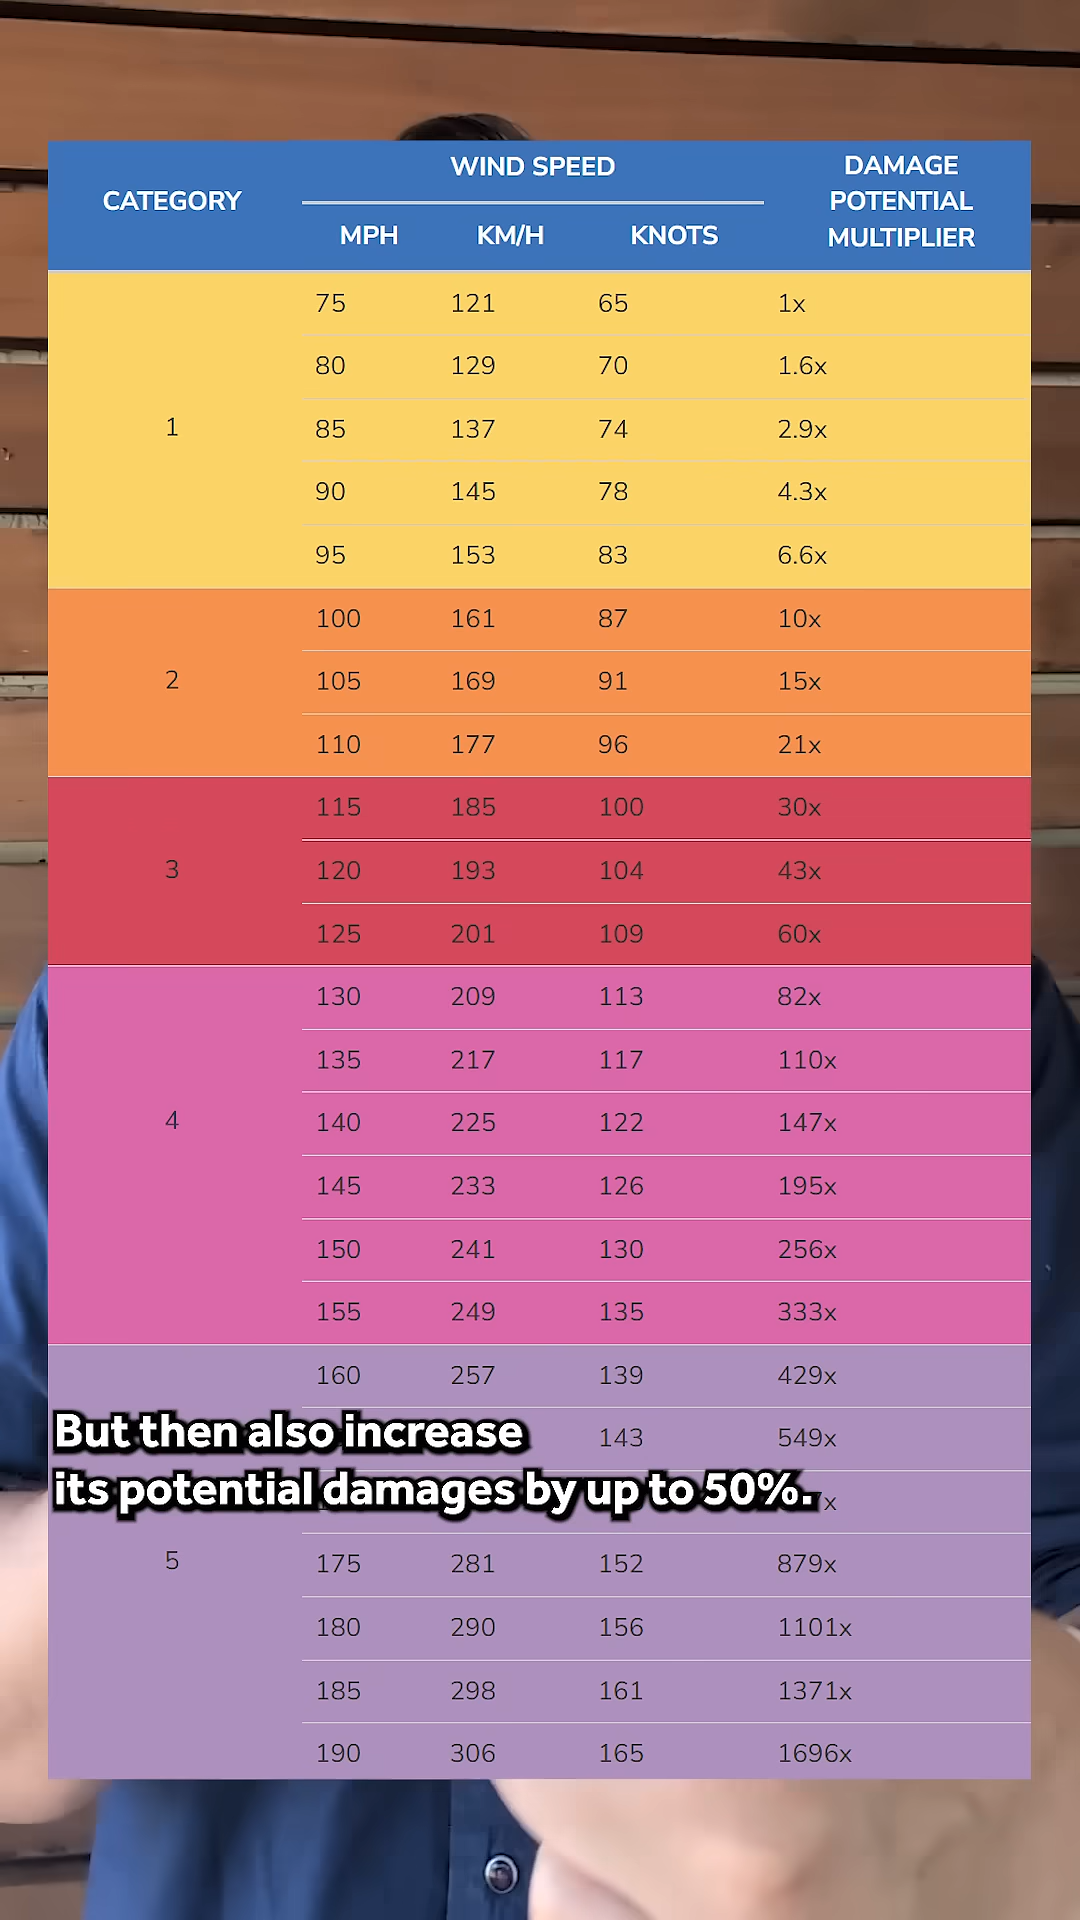 CATEGORY
WIND SPEED
DAMAGE
POTENTIAL
MULTIPLIER
MPH KM/H KNOTS
1
75 121 65 1x
80 129 70 1.6x
85 137 74 2.9x
90 145 78 4.3x
95 153 83 6.6x
2
100 161 87 10x
105 169 91 15x
110 177 96 21x
3
115 185 100 30x
120 193 104 43x
125 201 109 60x
4
130 209 113 82x
135 217 117 110x
140 225 122 147x
145 233 126 195x
150 241 130 256x
155 249 135 333x
5
160 257 139 429x
143 549x
x
175 281 152 879x
180 290 156 1101x
185 298 161 1371x
190 306 165 1696x
But then also increase
its potential damages by up to 50%.